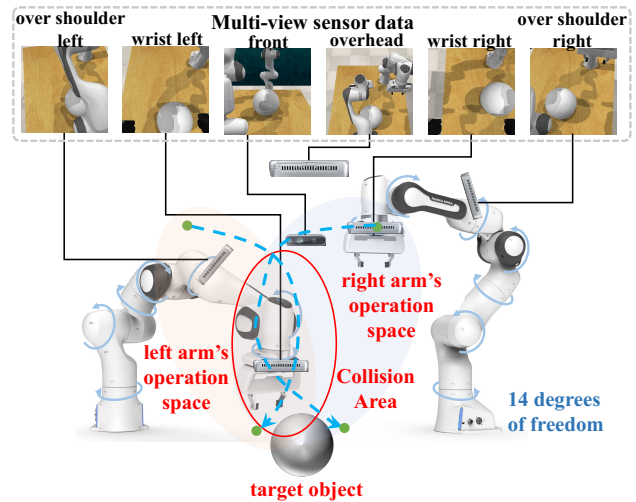 Multi-view sensor data
over shoulder
left
wrist left
front
overhead
wrist right
over shoulder
right
right arm's
operation
space
left arm's
operation
space
Collision
Area
14 degrees
of freedom
target object